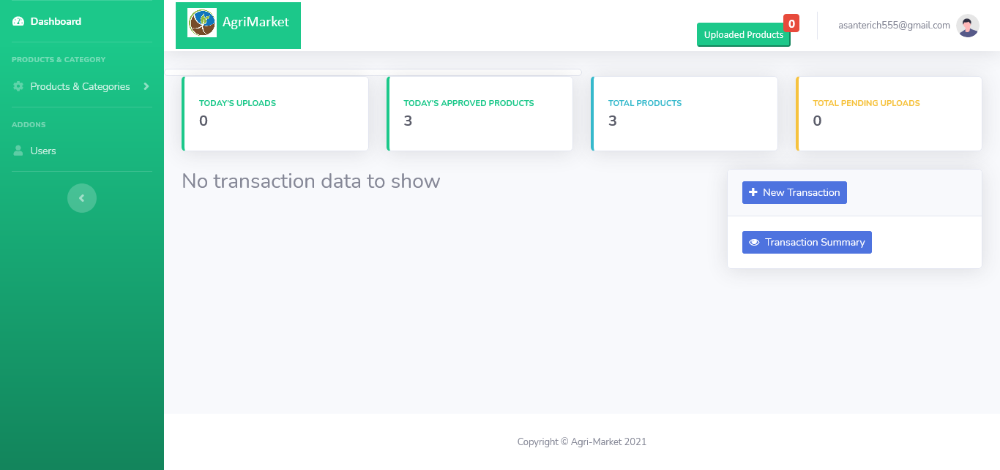 Dashboard
PRODUCTS & CATEGORY
Products & Categories
ADDONS
Users
AgriMarket
Uploaded Products
0
asanterich555@gmail.com
TODAY'S UPLOADS
0
TODAY'S APPROVED PRODUCTS
3
TOTAL PRODUCTS
3
TOTAL PENDING UPLOADS
0
No transaction data to show
New Transaction
Transaction Summary
Copyright © Agri-Market 2021